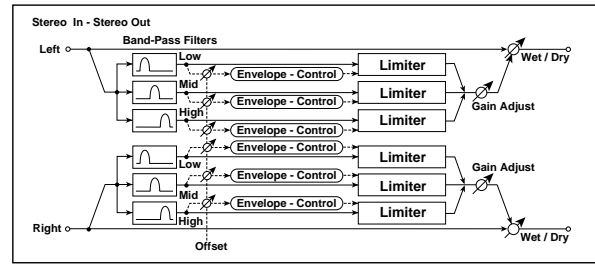 Stereo In - Stereo Out
Band-Pass Filters
Left
Wet / Dry
Low
Envelope - Control
Limiter
Mid
Envelope - Control
Limiter
Gain Adjust
High
Envelope - Control
Limiter
Envelope - Control
Low
Limiter
Gain Adjust
Envelope - Control
Mid
Limiter
Envelope - Control
High
Limiter
Right
Offset
Wet / Dry